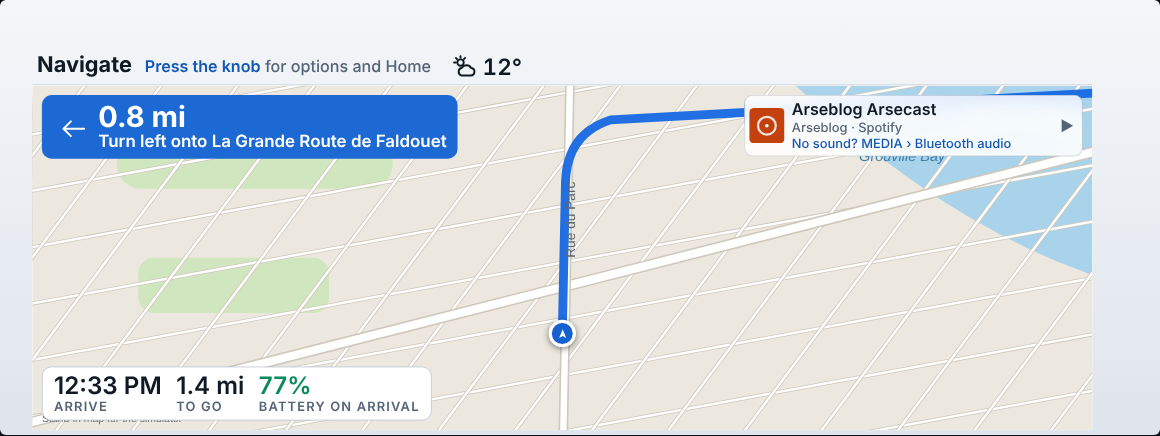 Navigate
Press the knob for options and Home
12°
0.8 mi
Turn left onto La Grande Route de Faldouet
Arseblog Arsecast
Arseblog · Spotify
No sound? MEDIA › Bluetooth audio
Grouville Bay
Rue du Parc
12:33 PM 1.4 mi 77%
ARRIVE TO GO BATTERY ON ARRIVAL